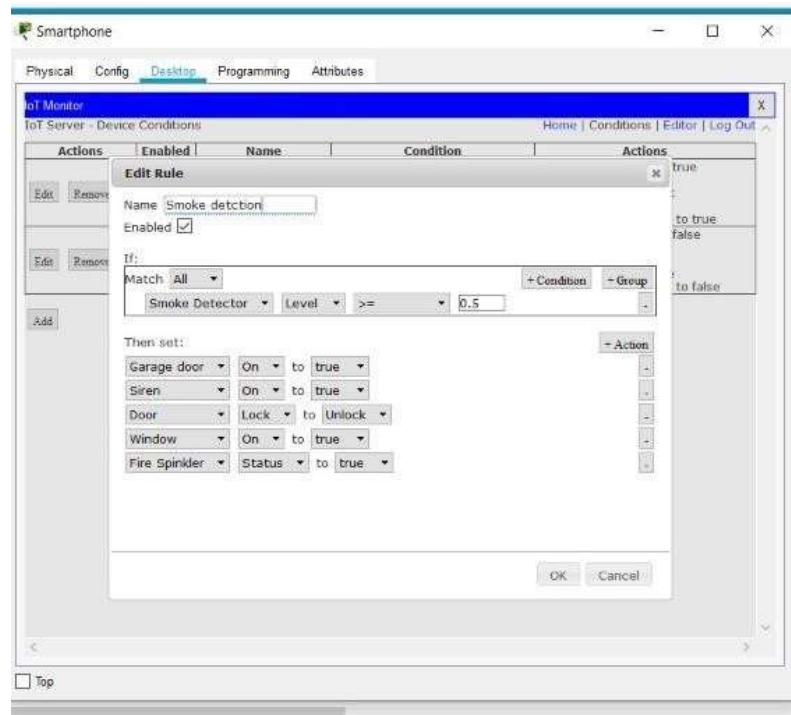 Smartphone
Physical Config Desktop Programming Attributes
IoT Monitor X
IoT Server - Device Conditions Home | Conditions | Editor | Log Out
Actions Enabled Name Condition Actions
Edit Rule
true
Edit Remove
Name Smoke detction
to true
Enabled
false
Edit Remove
If:
Match All + Condition + Group
to false
Smoke Detector Level >= 0.5 -
Add
Then set: + Action
Garage door On to true -
Siren On to true -
Door Lock to Unlock -
Window On to true -
Fire Spinkler Status to true -
OK Cancel
Top